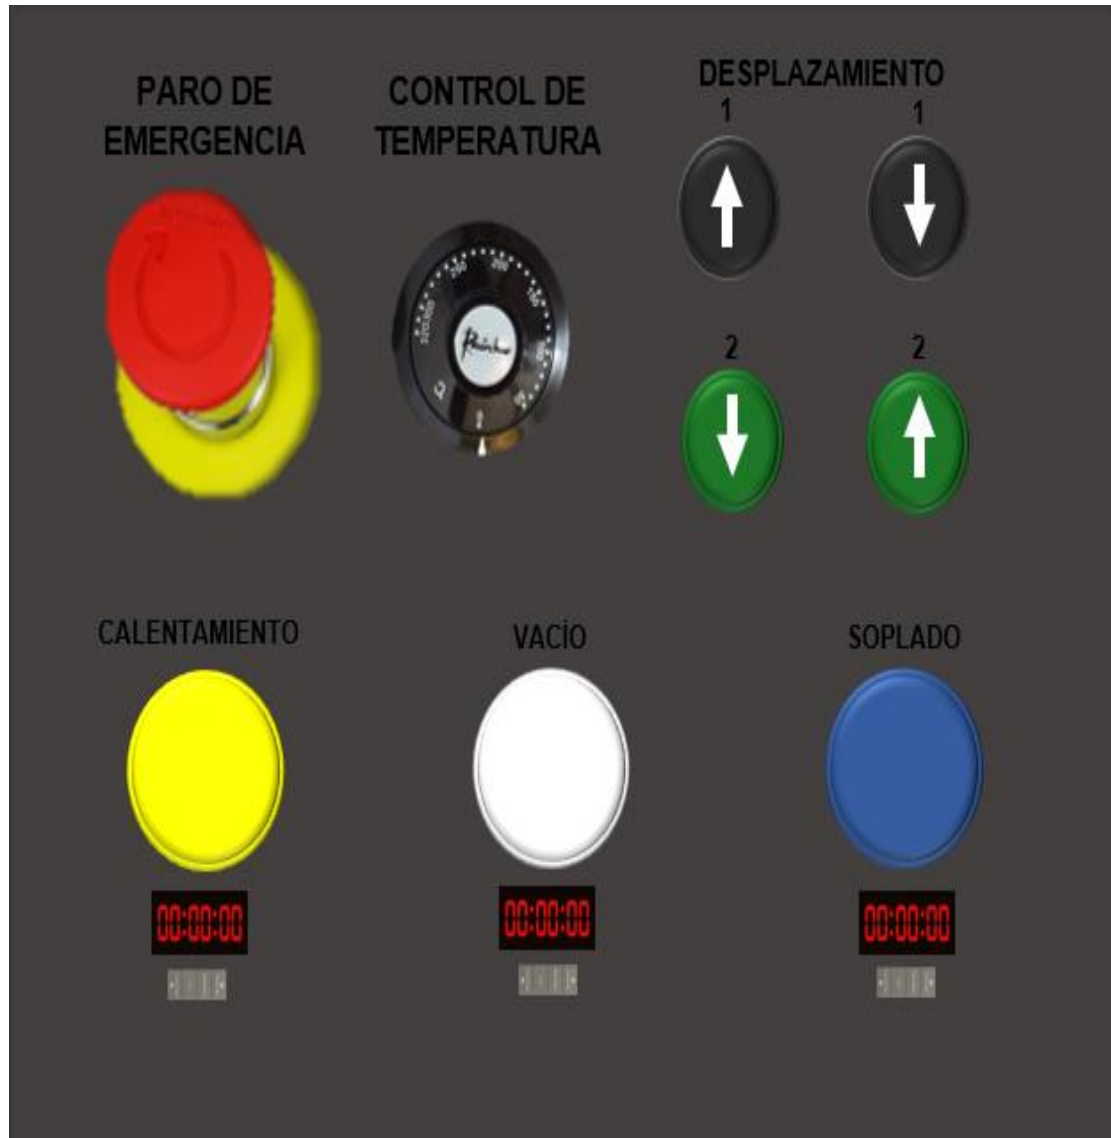 PARO DE
EMERGENCIA
CONTROL DE
TEMPERATURA
DESPLAZAMIENTO
1 1
2 2
CALENTAMIENTO
VACÍO
SOPLADO
00:00:00
00:00:00
00:00:00